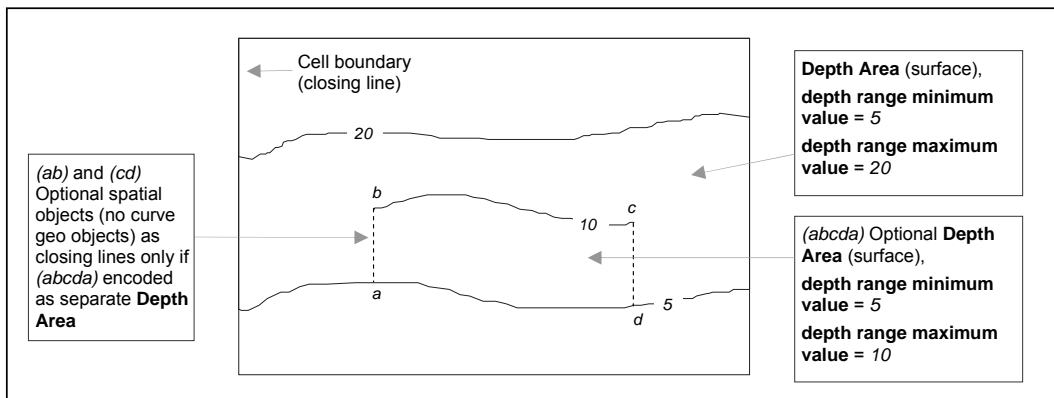 Cell boundary
(closing line)
20
b
10
c
a
5
d
(ab) and (cd)
Optional spatial
objects (no curve
geo objects) as
closing lines only if
(abcda) encoded
as separate Depth
Area
Depth Area (surface),
depth range minimum
value = 5
depth range maximum
value = 20
(abcda) Optional Depth
Area (surface),
depth range minimum
value = 5
depth range maximum
value = 10